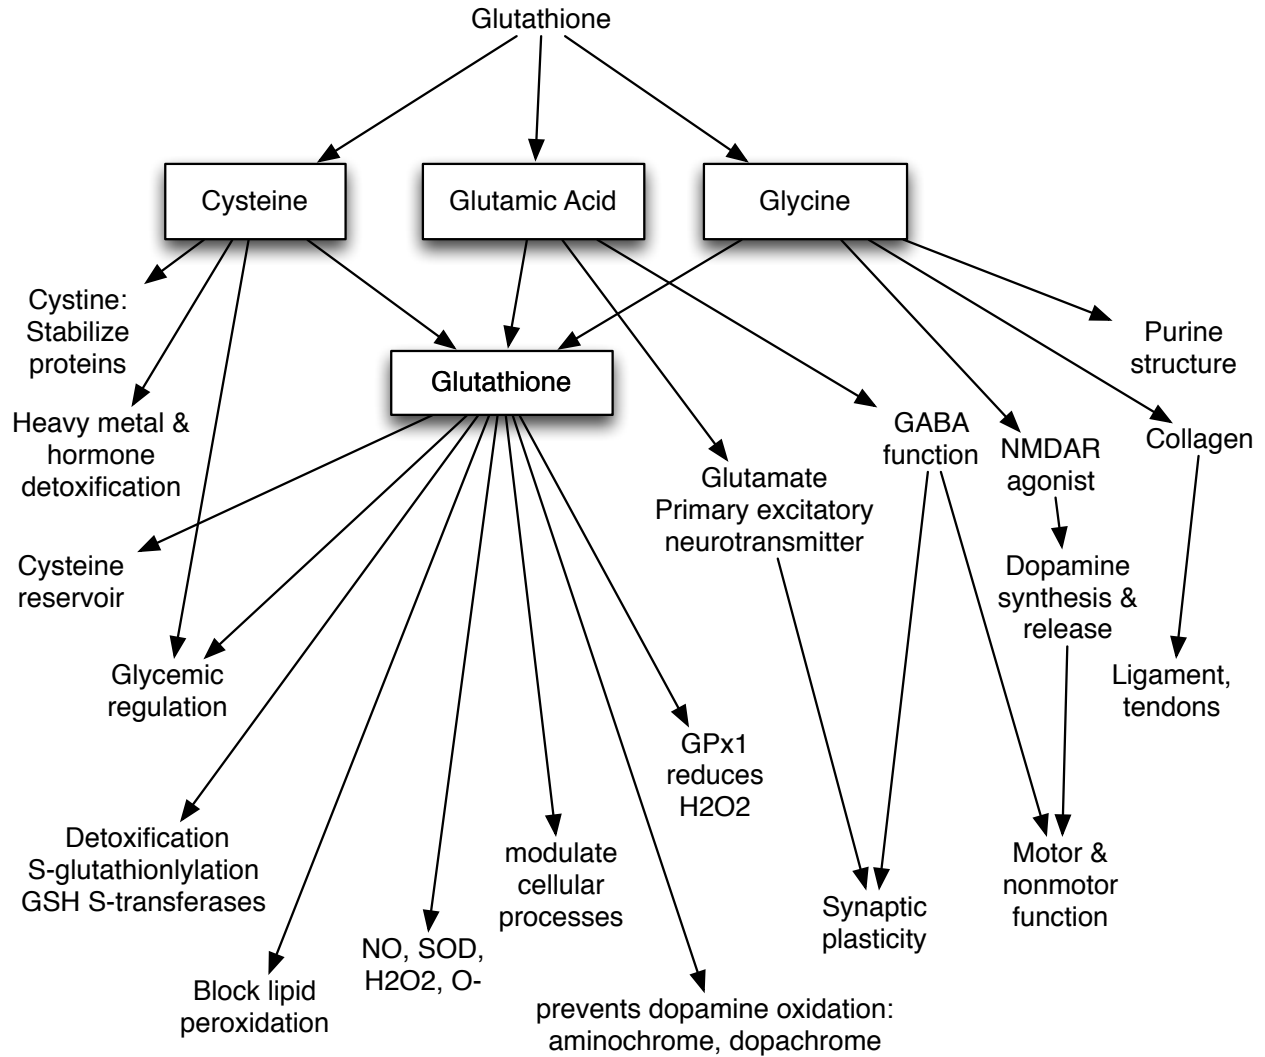 Glutathione
Cysteine
Glutamic Acid
Glycine
Cystine:
Stabilize
proteins
Purine
structure
Glutathione
Heavy metal &
hormone
detoxification
GABA
function
NMDAR
agonist
Collagen
Glutamate
Primary excitatory
neurotransmitter
Cysteine
reservoir
Dopamine
synthesis &
release
Glycemic
regulation
Ligament,
tendons
GPx1
reduces
H2O2
Detoxification
S-glutathionlylation
GSH S-transferases
modulate
cellular
processes
Motor &
nonmotor
function
Synaptic
plasticity
NO, SOD,
H2O2, O-
Block lipid
peroxidation
prevents dopamine oxidation:
aminochrome, dopachrome